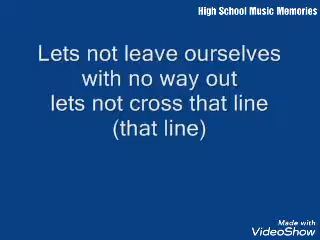 High School Music Memories
Lets not leave ourselves
with no way out
lets not cross that line
(that line)
Made with
VideoShow